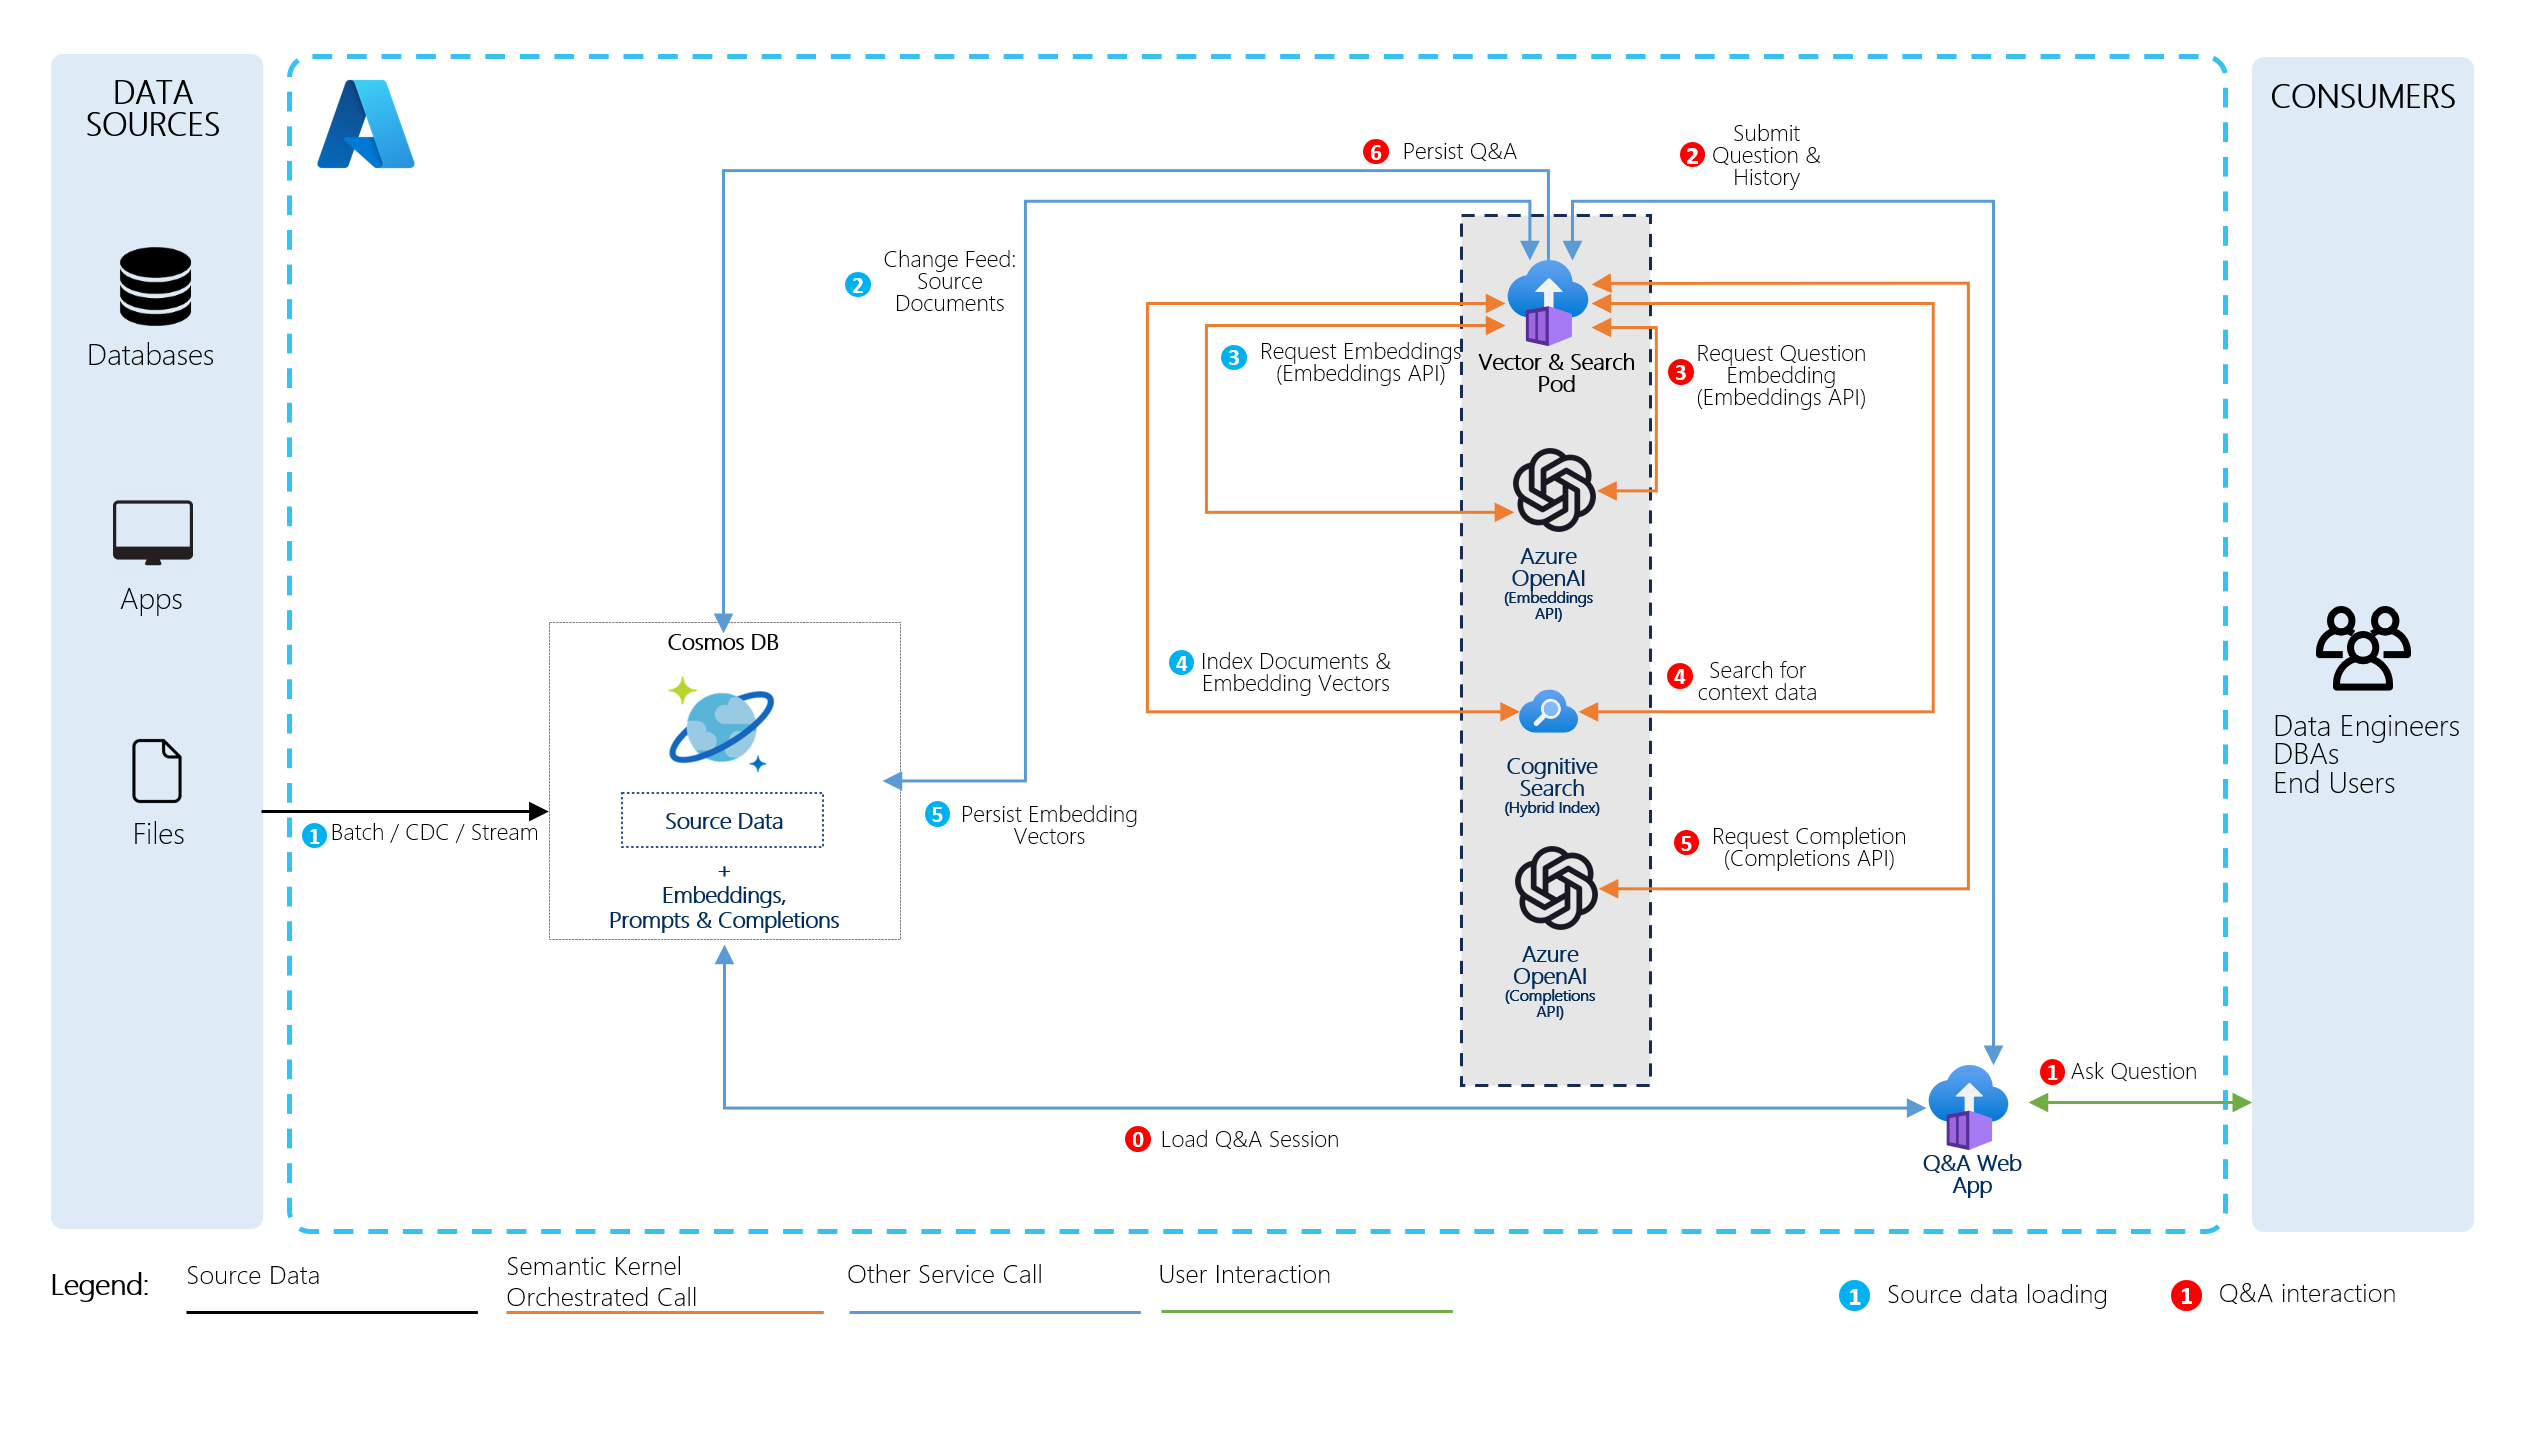 DATA
SOURCES
Databases
Apps
Files
1 Batch / CDC / Stream
6 Persist Q&A
2 Submit
Question &
History
2 Change Feed:
Source
Documents
3 Request Embeddings
(Embeddings API)
Vector & Search
Pod
3 Request Question
Embedding
(Embeddings API)
Azure
OpenAI
(Embeddings
API)
Cosmos DB
Source Data
+
Embeddings,
Prompts & Completions
4 Index Documents &
Embedding Vectors
4 Search for
context data
Cognitive
Search
(Hybrid Index)
5 Persist Embedding
Vectors
5 Request Completion
(Completions API)
Azure
OpenAI
(Completions
API)
0 Load Q&A Session
1 Ask Question
Q&A Web
App
CONSUMERS
Data Engineers
DBAs
End Users
Legend:
Source Data
Semantic Kernel
Orchestrated Call
Other Service Call
User Interaction
1 Source data loading
1 Q&A interaction